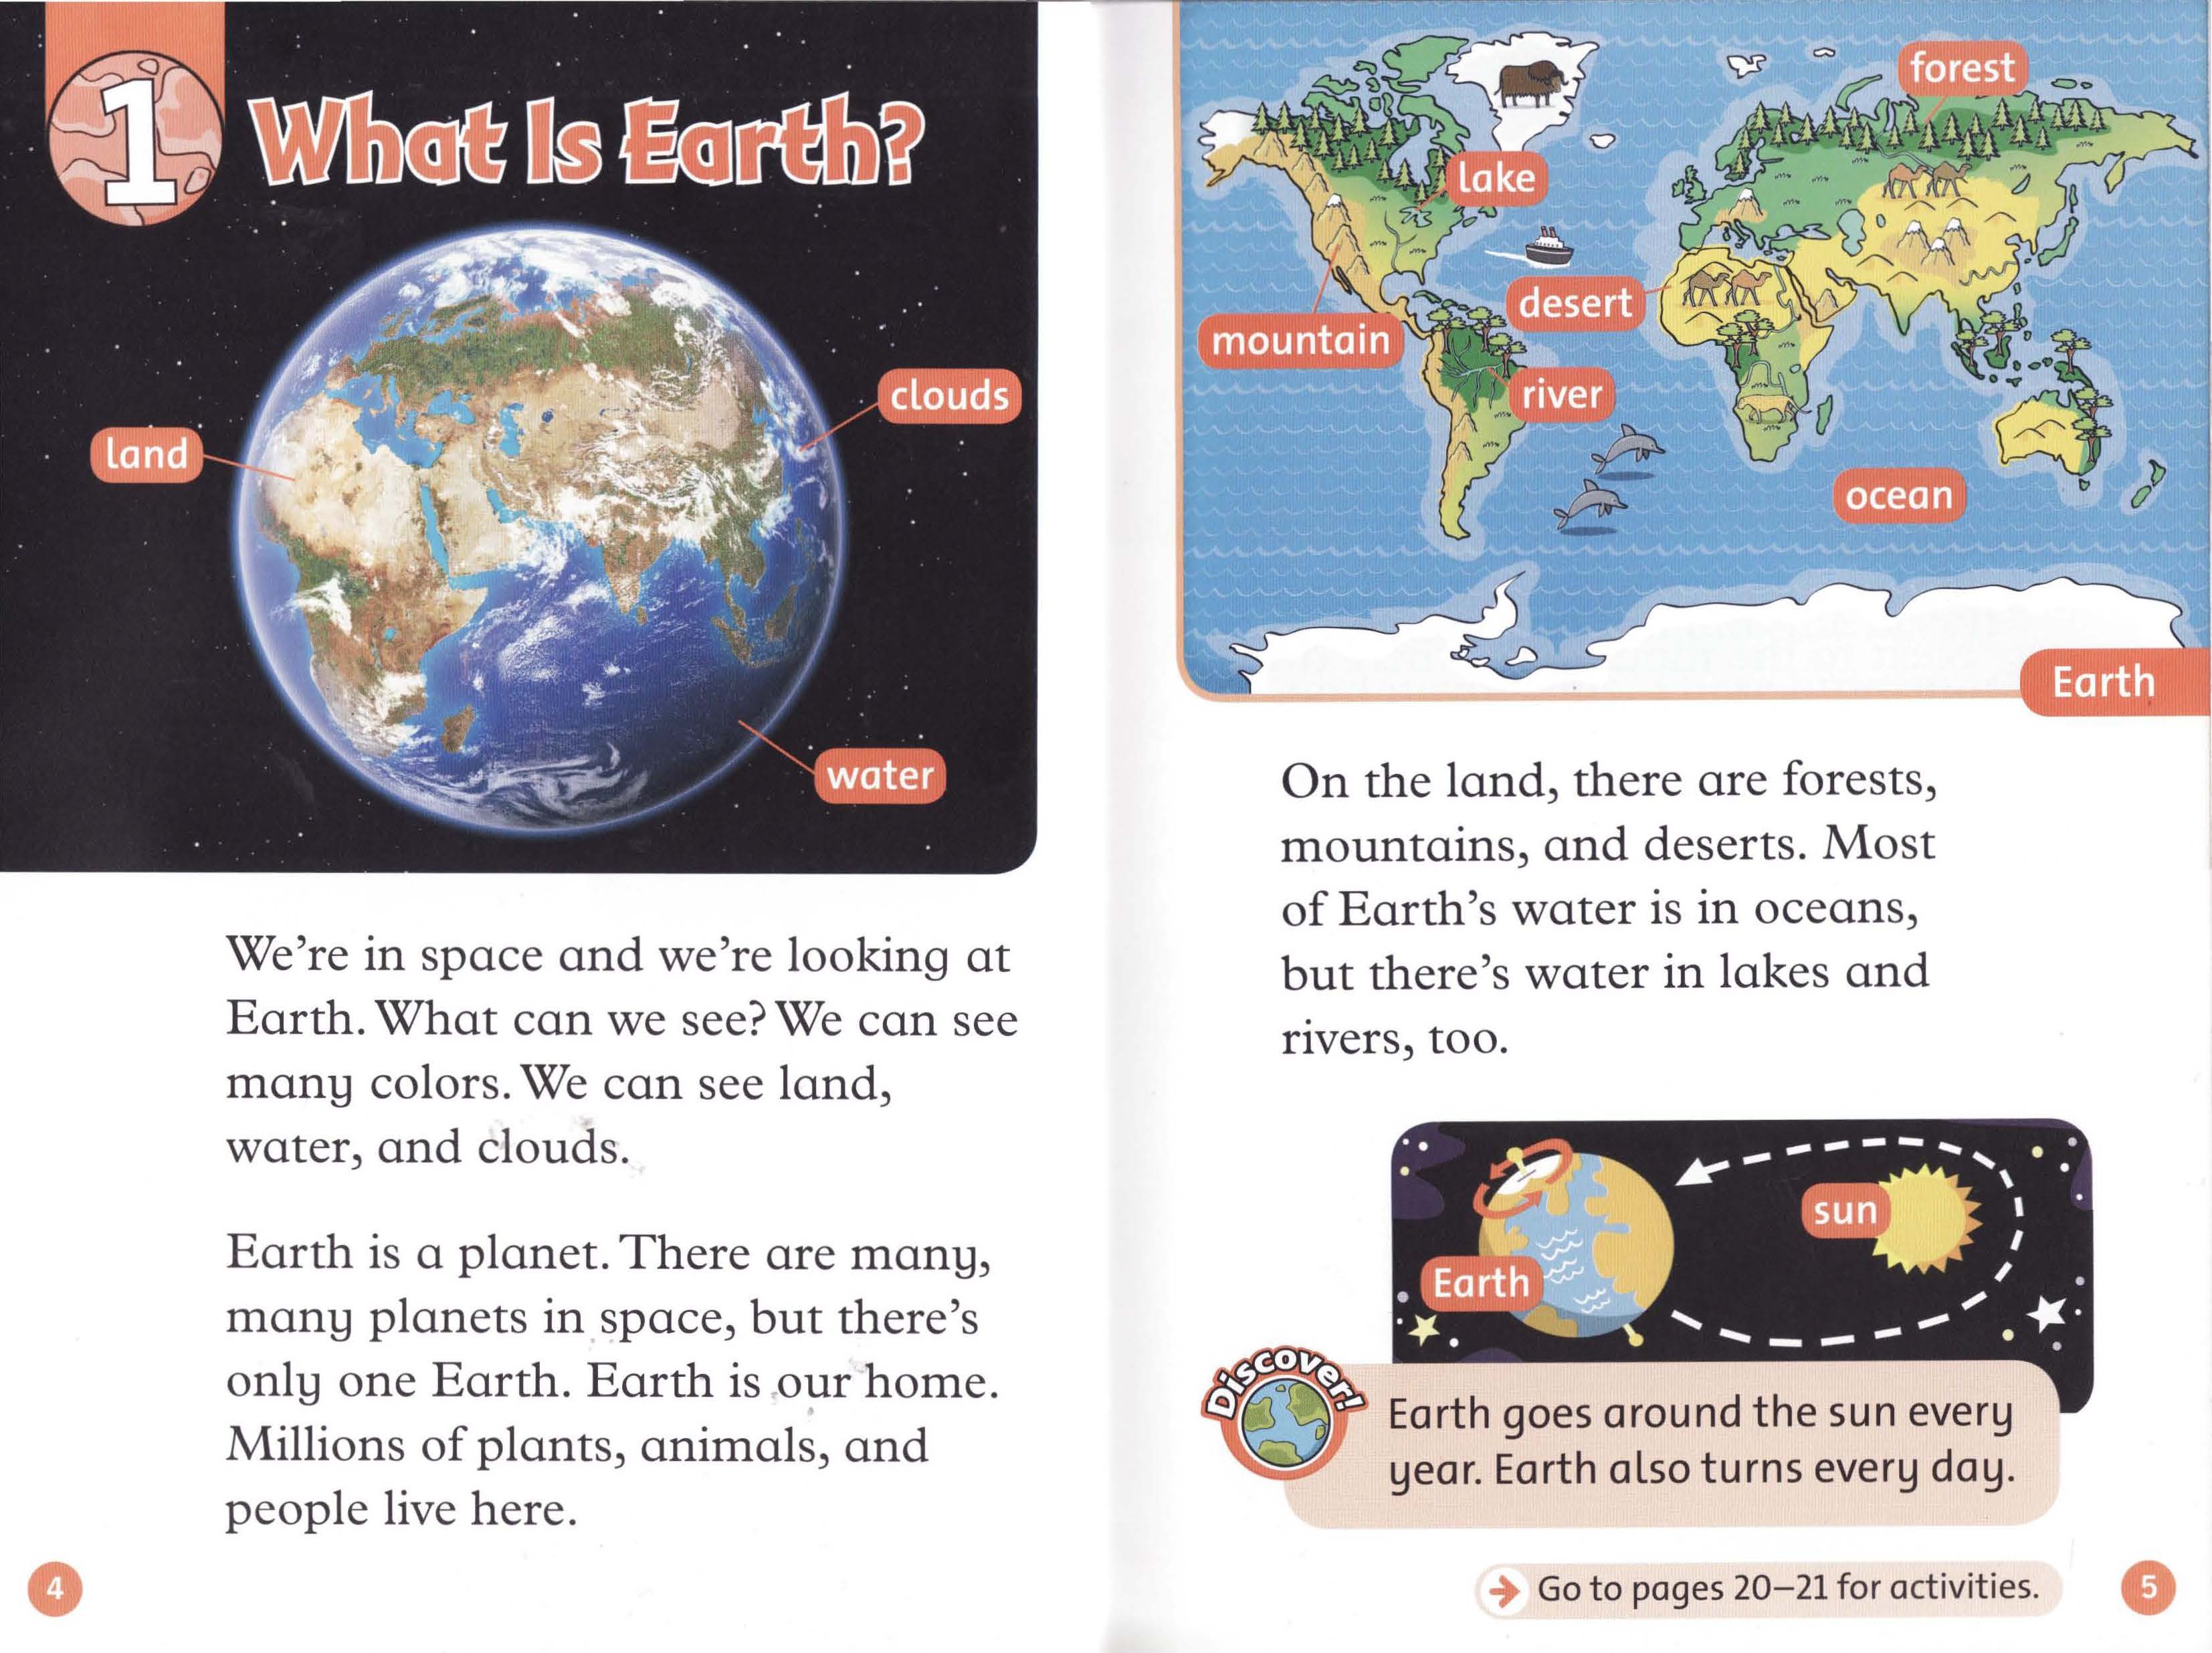 1
What Is Earth?
land
clouds
water
We're in space and we're looking at
Earth. What can we see? We can see
many colors. We can see land,
water, and clouds.
Earth is a planet. There are many,
many planets in space, but there's
only one Earth. Earth is our home.
Millions of plants, animals, and
people live here.
4
forest
lake
desert
mountain
river
ocean
Earth
On the land, there are forests,
mountains, and deserts. Most
of Earth's water is in oceans,
but there's water in lakes and
rivers, too.
sun
Earth
Discover!
Earth goes around the sun every
year. Earth also turns every day.
Go to pages 20–21 for activities.
5